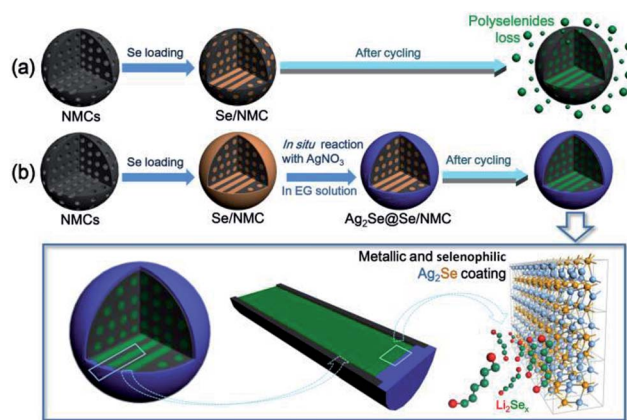 Polyselenides
loss
(a)
Se loading
After cycling
NMCs
Se/NMC
(b)
Se loading
In situ reaction
with AgNO₃
In EG solution
After cycling
NMCs
Se/NMC
Ag₂Se@Se/NMC
Metallic and selenophilic
Ag₂Se coating
Li₂Seₓ